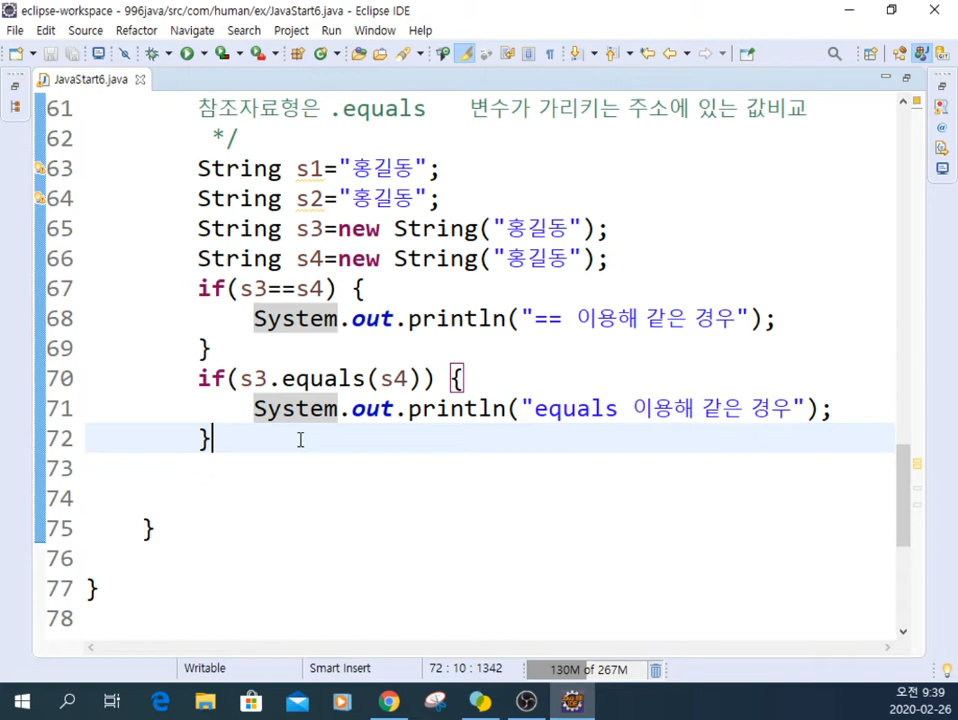 eclipse-workspace - 996java/src/com/human/ex/JavaStart6.java - Eclipse IDE
File Edit Source Refactor Navigate Search Project Run Window Help
JavaStart6.java
61 참조자료형은 .equals 변수가 가리키는 주소에 있는 값비교
62 */
63 String s1="홍길동";
64 String s2="홍길동";
65 String s3=new String("홍길동");
66 String s4=new String("홍길동");
67 if(s3==s4) {
68 System.out.println("== 이용해 같은 경우");
69 }
70 if(s3.equals(s4)) {
71 System.out.println("equals 이용해 같은 경우");
72 }
73
74
75 }
76
77 }
78
Writable Smart Insert 72 : 10 : 1342 130M of 267M
오전 9:39
2020-02-26